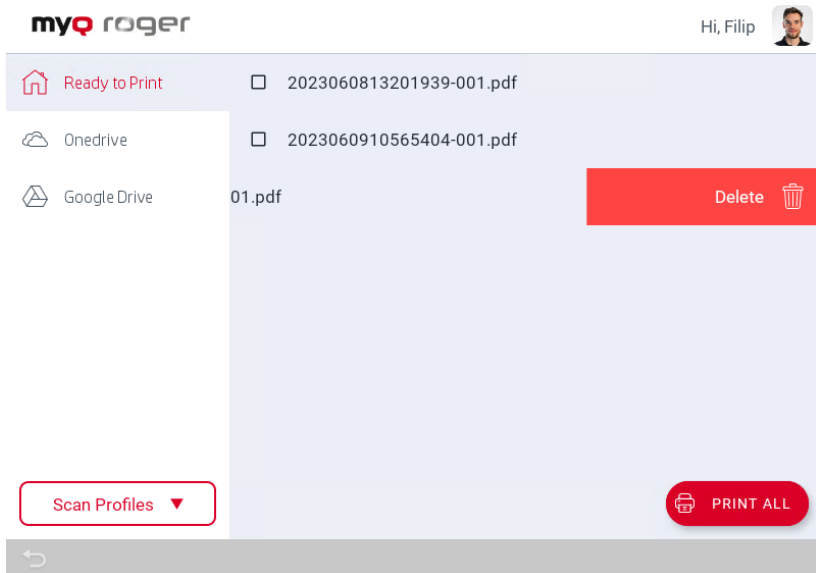 myQ roger
Hi, Filip
Ready to Print
2023060813201939-001.pdf
Onedrive
2023060910565404-001.pdf
Google Drive
01.pdf
Delete
Scan Profiles
PRINT ALL